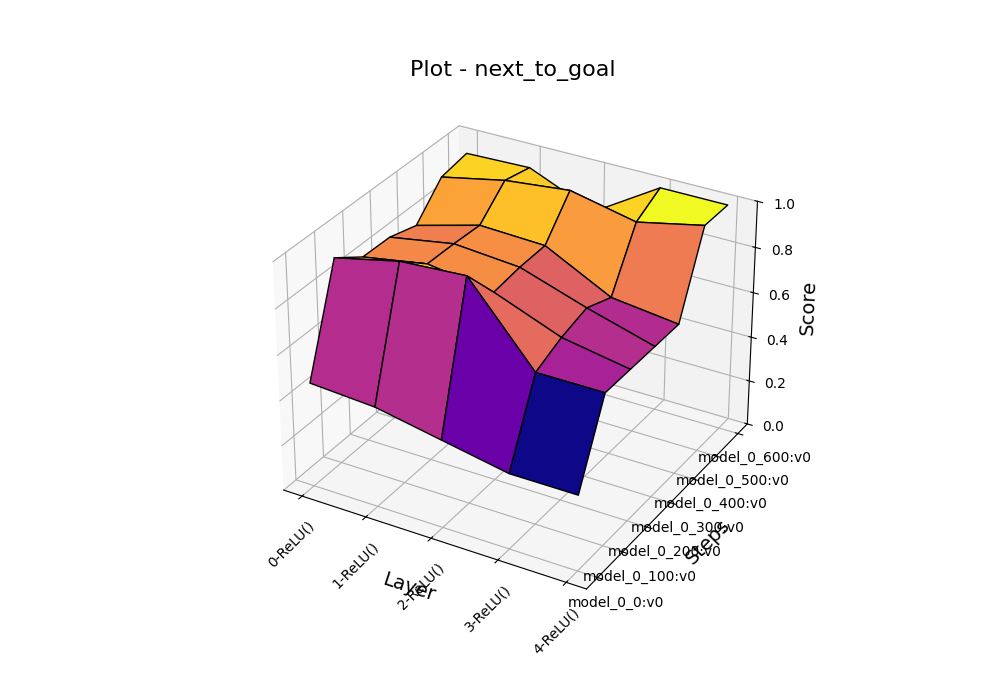 Plot - next_to_goal
1.0
0.8
0.6
0.4
0.2
0.0
Score
model_0_600:v0
model_0_500:v0
model_0_400:v0
model_0_300:v0
model_0_200:v0
model_0_100:v0
model_0_0:v0
Steps
0-ReLU()
1-ReLU()
2-ReLU()
3-ReLU()
4-ReLU()
Layer